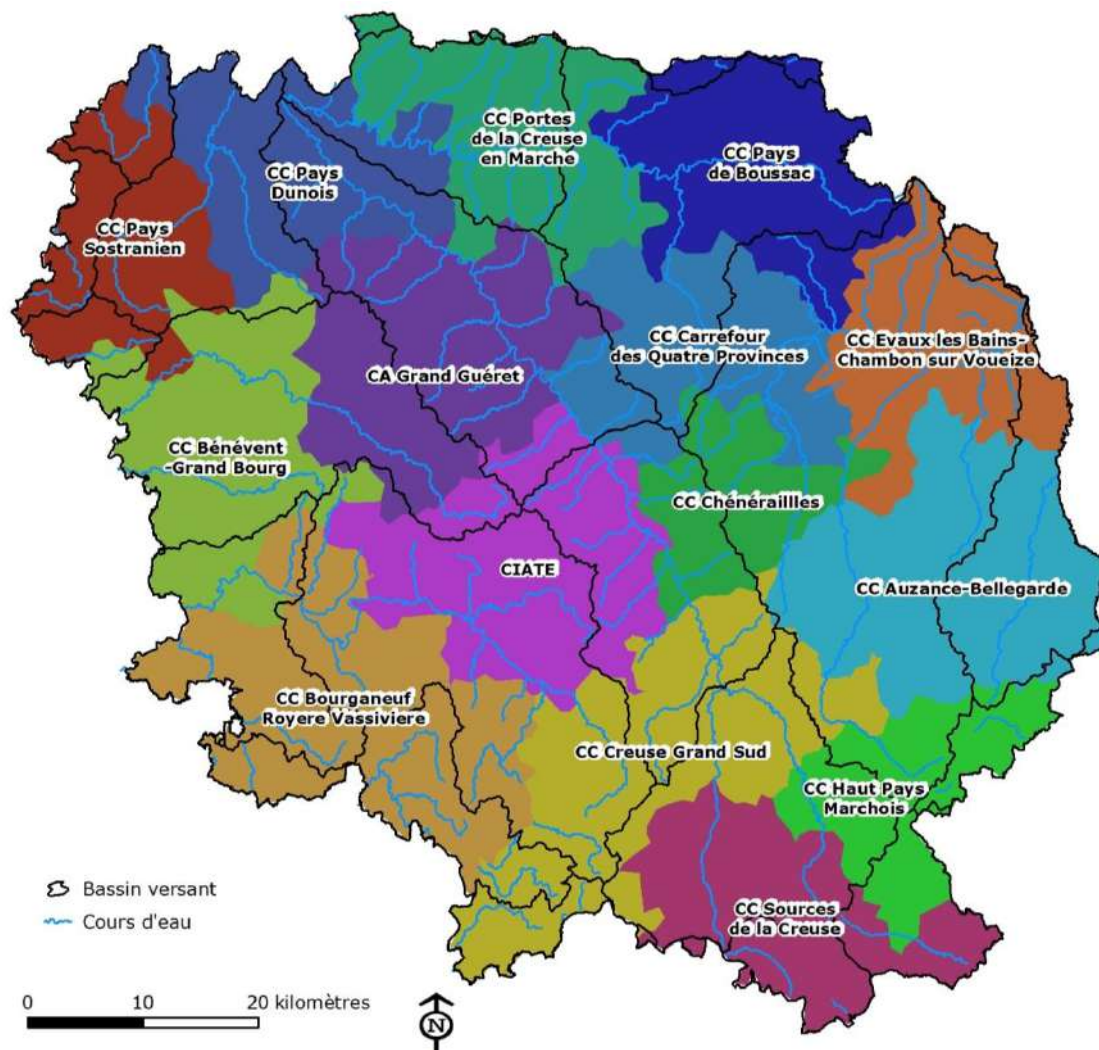 CC Portes
de la Creuse
en Marche
CC Pays
de Boussac
CC Pays
Dunois
CC Pays
Sostranien
CC Carrefour
des Quatre Provinces
CC Evaux les Bains-
Chambon sur Voueize
CA Grand Guéret
CC Bénévent
-Grand Bourg
CC Chénéraillles
CIATE
CC Auzance-Bellegarde
CC Bourganeuf
Royere Vassiviere
CC Creuse Grand Sud
CC Haut Pays
Marchois
CC Sources
de la Creuse
Bassin versant
Cours d'eau
0 10 20 kilomètres
N